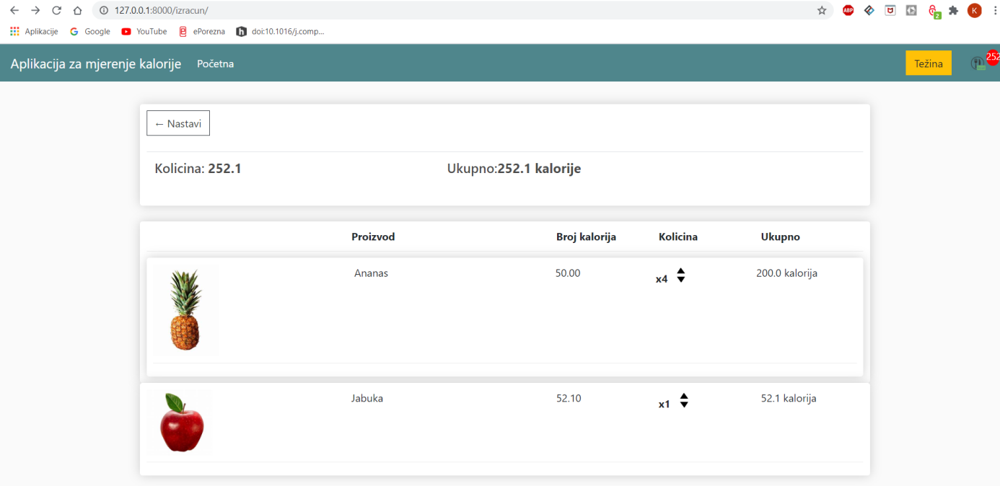 127.0.0.1:8000/izracun/
ABP
2
K
Aplikacije
Google
YouTube
ePorezna
doi:10.1016/j.comp...
Aplikacija za mjerenje kalorije
Početna
Težina
252
← Nastavi
Kolicina: 252.1
Ukupno:252.1 kalorije
Proizvod
Broj kalorija
Kolicina
Ukupno
Ananas
50.00
x4
200.0 kalorija
Jabuka
52.10
x1
52.1 kalorija